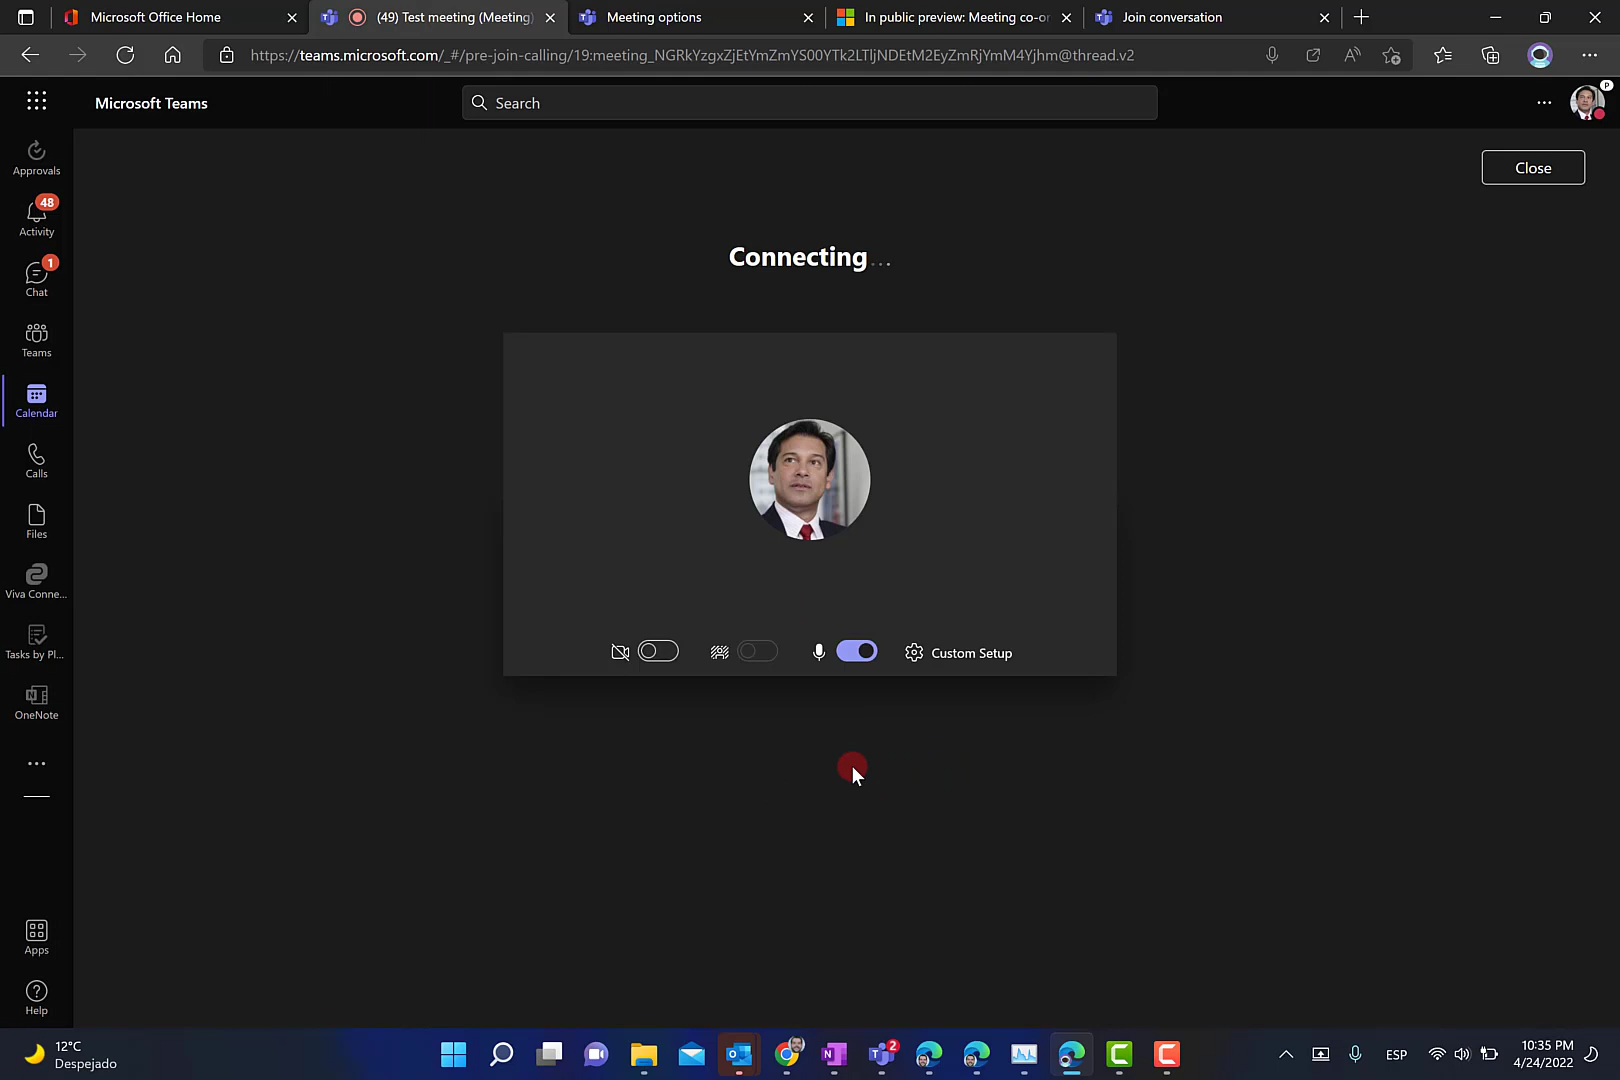 Microsoft Office Home
(49) Test meeting (Meeting)
Meeting options
In public preview: Meeting co-or
Join conversation
https://teams.microsoft.com/_#/pre-join-calling/19:meeting_NGRkYzgxZjEtYmZmYS00YTk2LTljNDEtM2EyZmRjYmM4Yjhm@thread.v2
Microsoft Teams
Search
P
Approvals
48
Activity
1
Chat
Teams
Calendar
Calls
Files
Viva Conne...
Tasks by Pl...
OneNote
Apps
Help
Close
Connecting...
Custom Setup
12°C
Despejado
2
ESP
10:35 PM
4/24/2022